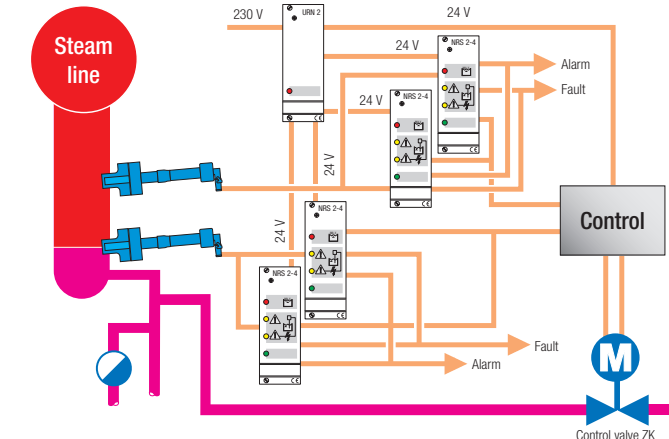 230 V
URN 2
24 V
Steam
line
24 V
NRS 2-4
Alarm
Fault
24 V
NRS 2-4
24 V
24 V
NRS 2-4
Control
NRS 2-4
Fault
Alarm
M
Control valve ZK